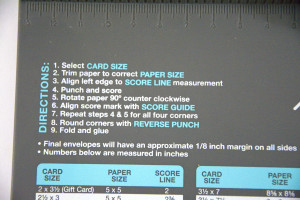 DIRECTIONS:
1. Select CARD SIZE
2. Trim paper to correct PAPER SIZE
3. Align left edge to SCORE LINE measurement
4. Punch and score
5. Rotate paper 90° counter clockwise
6. Align score mark with SCORE GUIDE
7. Repeat steps 4 & 5 for all four corners
8. Round corners with REVERSE PUNCH
9. Fold and glue
• Final envelopes will have an approximate 1/8 inch margin on all sides
• Numbers below are measured in inches
CARD SIZE PAPER SIZE SCORE LINE CARD SIZE PAPER SIZE
2 x 3½ (Gift Card) 5 x 5 2 3½ x 7
2½ x 3 5 x 5